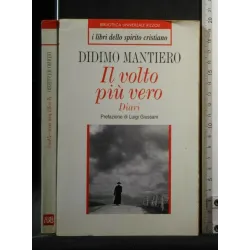 BIBLIOTECA UNIVERSALE RIZZOLI
i libri dello spirito cristiano
DIDIMO MANTIERO
Il volto
più vero
Diari
Prefazione di Luigi Giussani